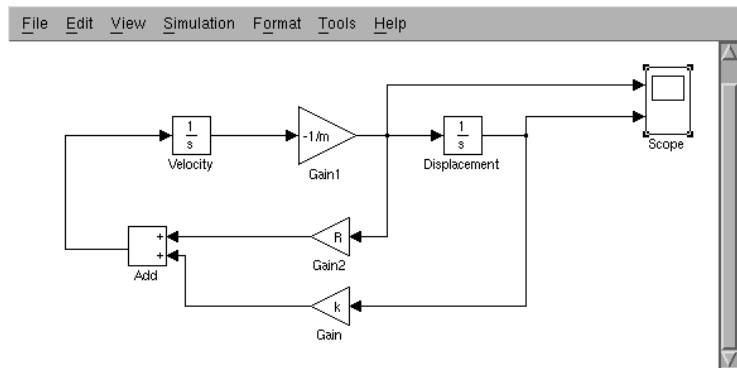 File Edit View Simulation Format Tools Help
1
s
Velocity
-1/m
Gain1
1
s
Displacement
Scope
+
+
Add
R
Gain2
k
Gain